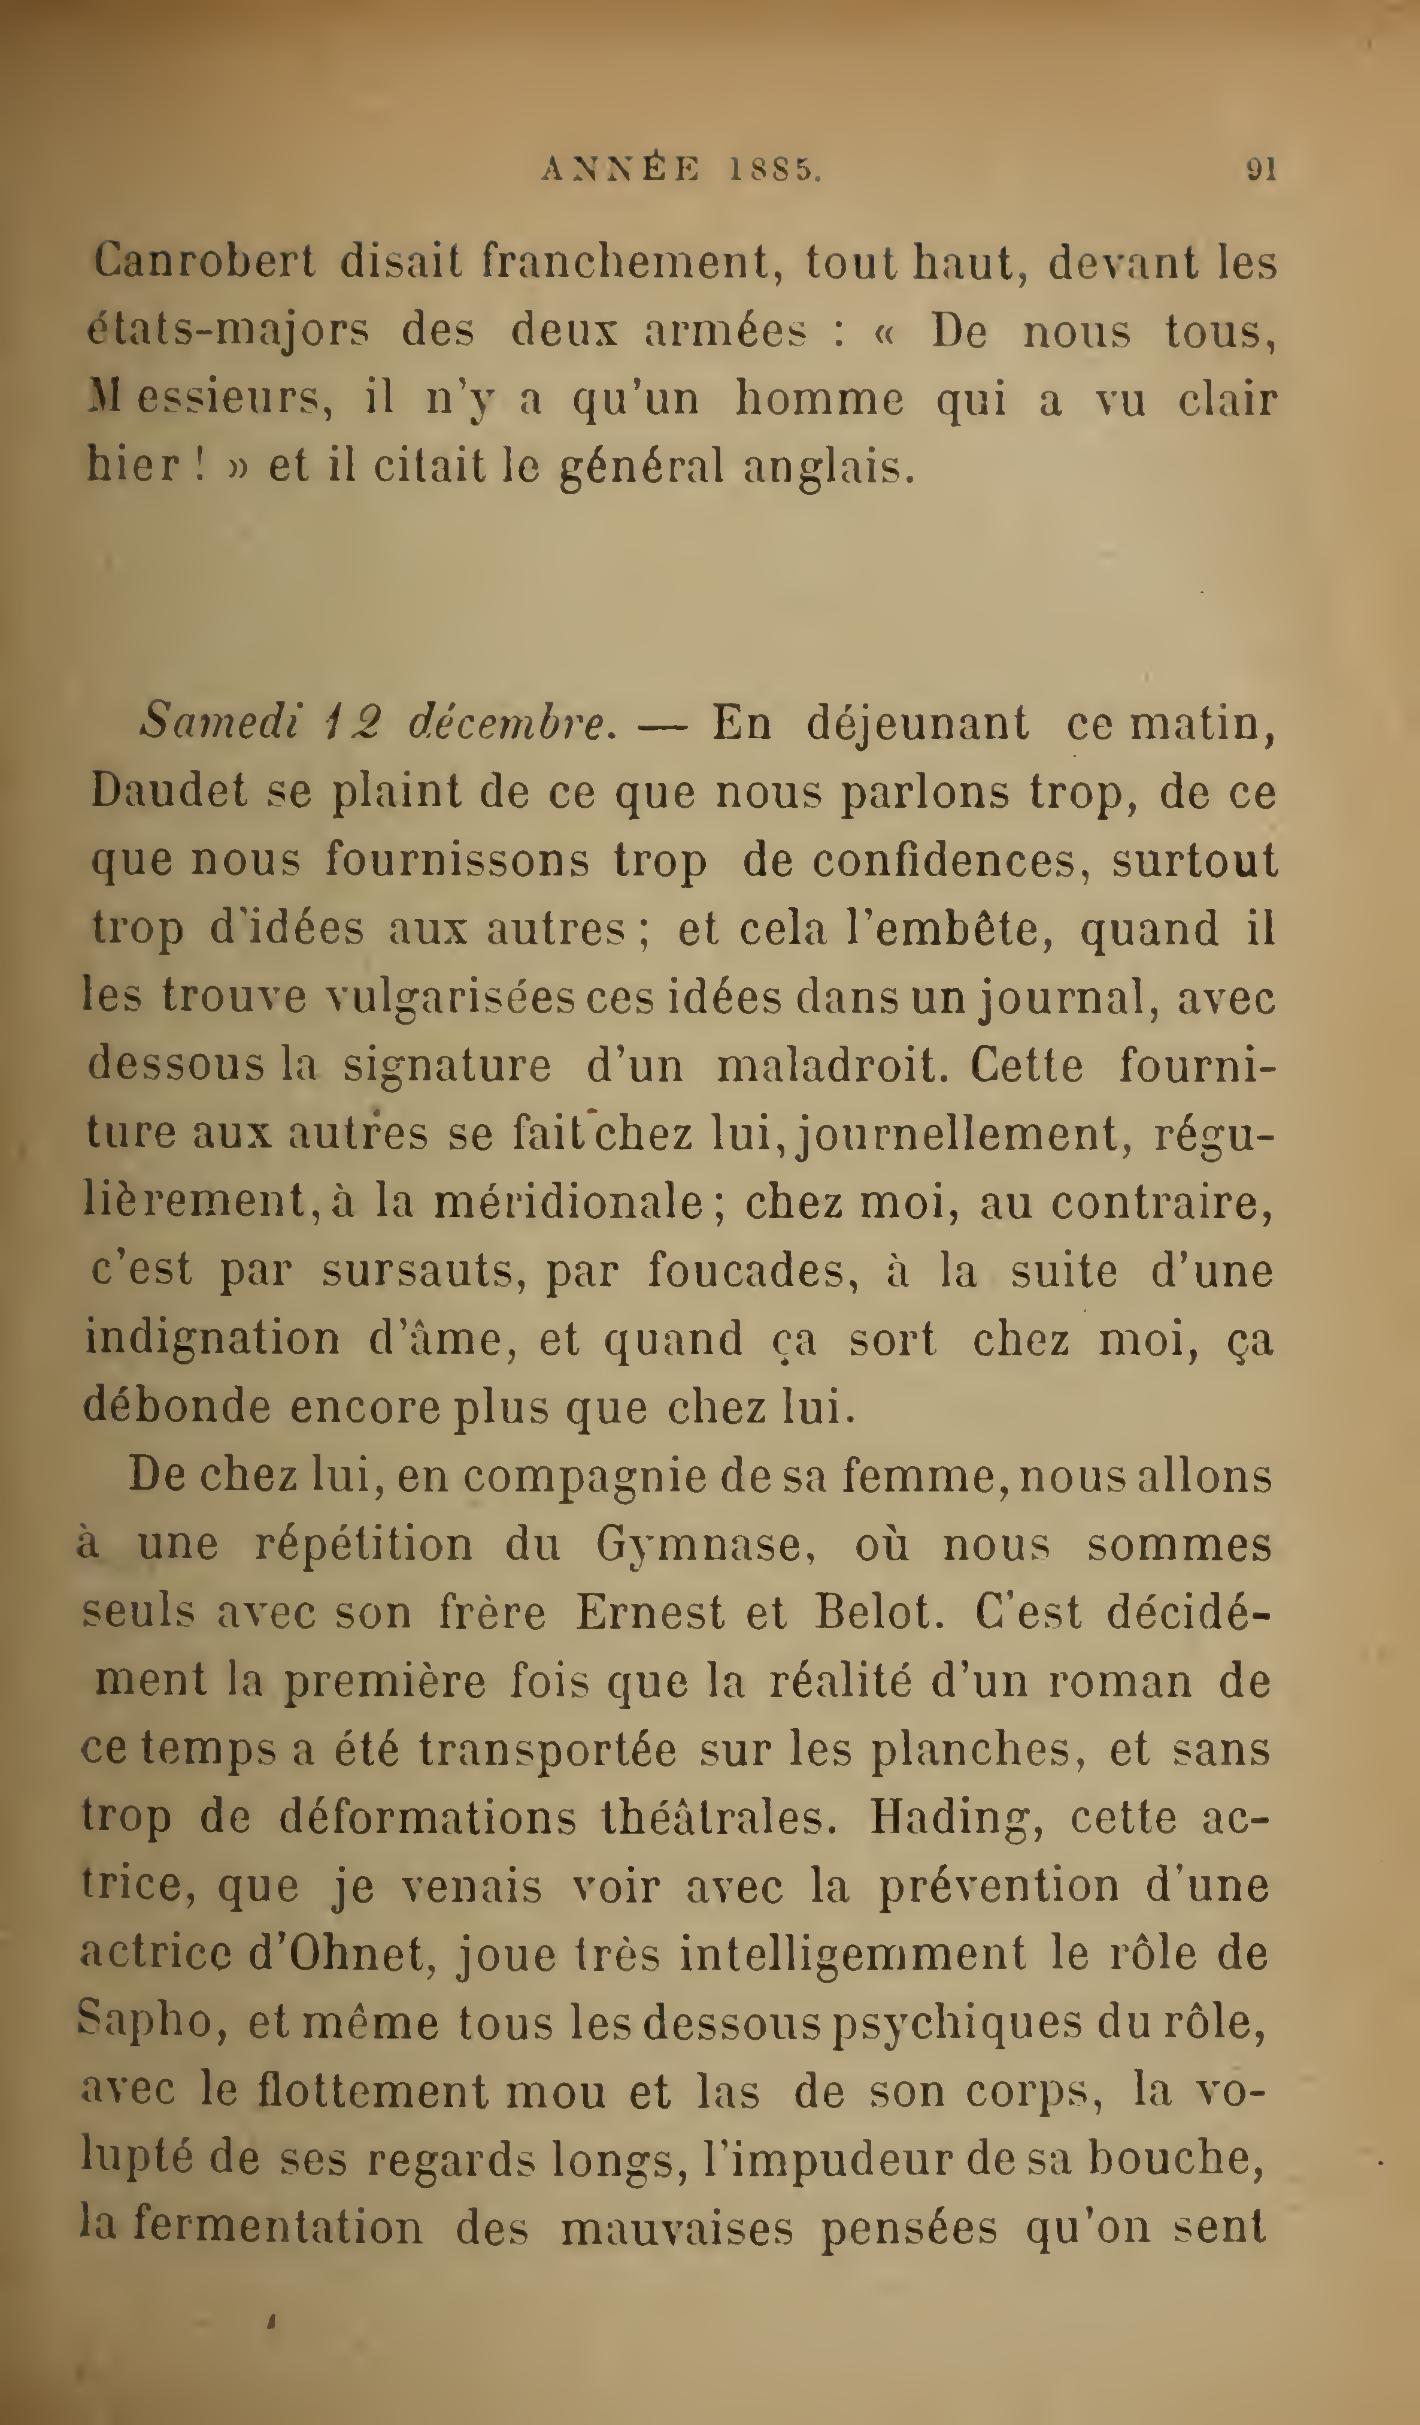 ANNÉE 1885. 91
Canrobert disait franchement, tout haut, devant les
états-majors des deux armées : « De nous tous,
Messieurs, il n'y a qu'un homme qui a vu clair
hier ! » et il citait le général anglais.
Samedi 12 décembre. — En déjeunant ce matin,
Daudet se plaint de ce que nous parlons trop, de ce
que nous fournissons trop de confidences, surtout
trop d'idées aux autres ; et cela l'embête, quand il
les trouve vulgarisées ces idées dans un journal, avec
dessous la signature d'un maladroit. Cette fourni-
ture aux autres se fait chez lui, journellement, régu-
lièrement, à la méridionale ; chez moi, au contraire,
c'est par sursauts, par foucades, à la suite d'une
indignation d'âme, et quand ça sort chez moi, ça
débonde encore plus que chez lui.
De chez lui, en compagnie de sa femme, nous allons
à une répétition du Gymnase, où nous sommes
seuls avec son frère Ernest et Belot. C'est décidé-
ment la première fois que la réalité d'un roman de
ce temps a été transportée sur les planches, et sans
trop de déformations théâtrales. Hading, cette ac-
trice, que je venais voir avec la prévention d'une
actrice d'Ohnet, joue très intelligemment le rôle de
Sapho, et même tous les dessous psychiques du rôle,
avec le flottement mou et las de son corps, la vo-
lupté de ses regards longs, l'impudeur de sa bouche,
la fermentation des mauvaises pensées qu'on sent